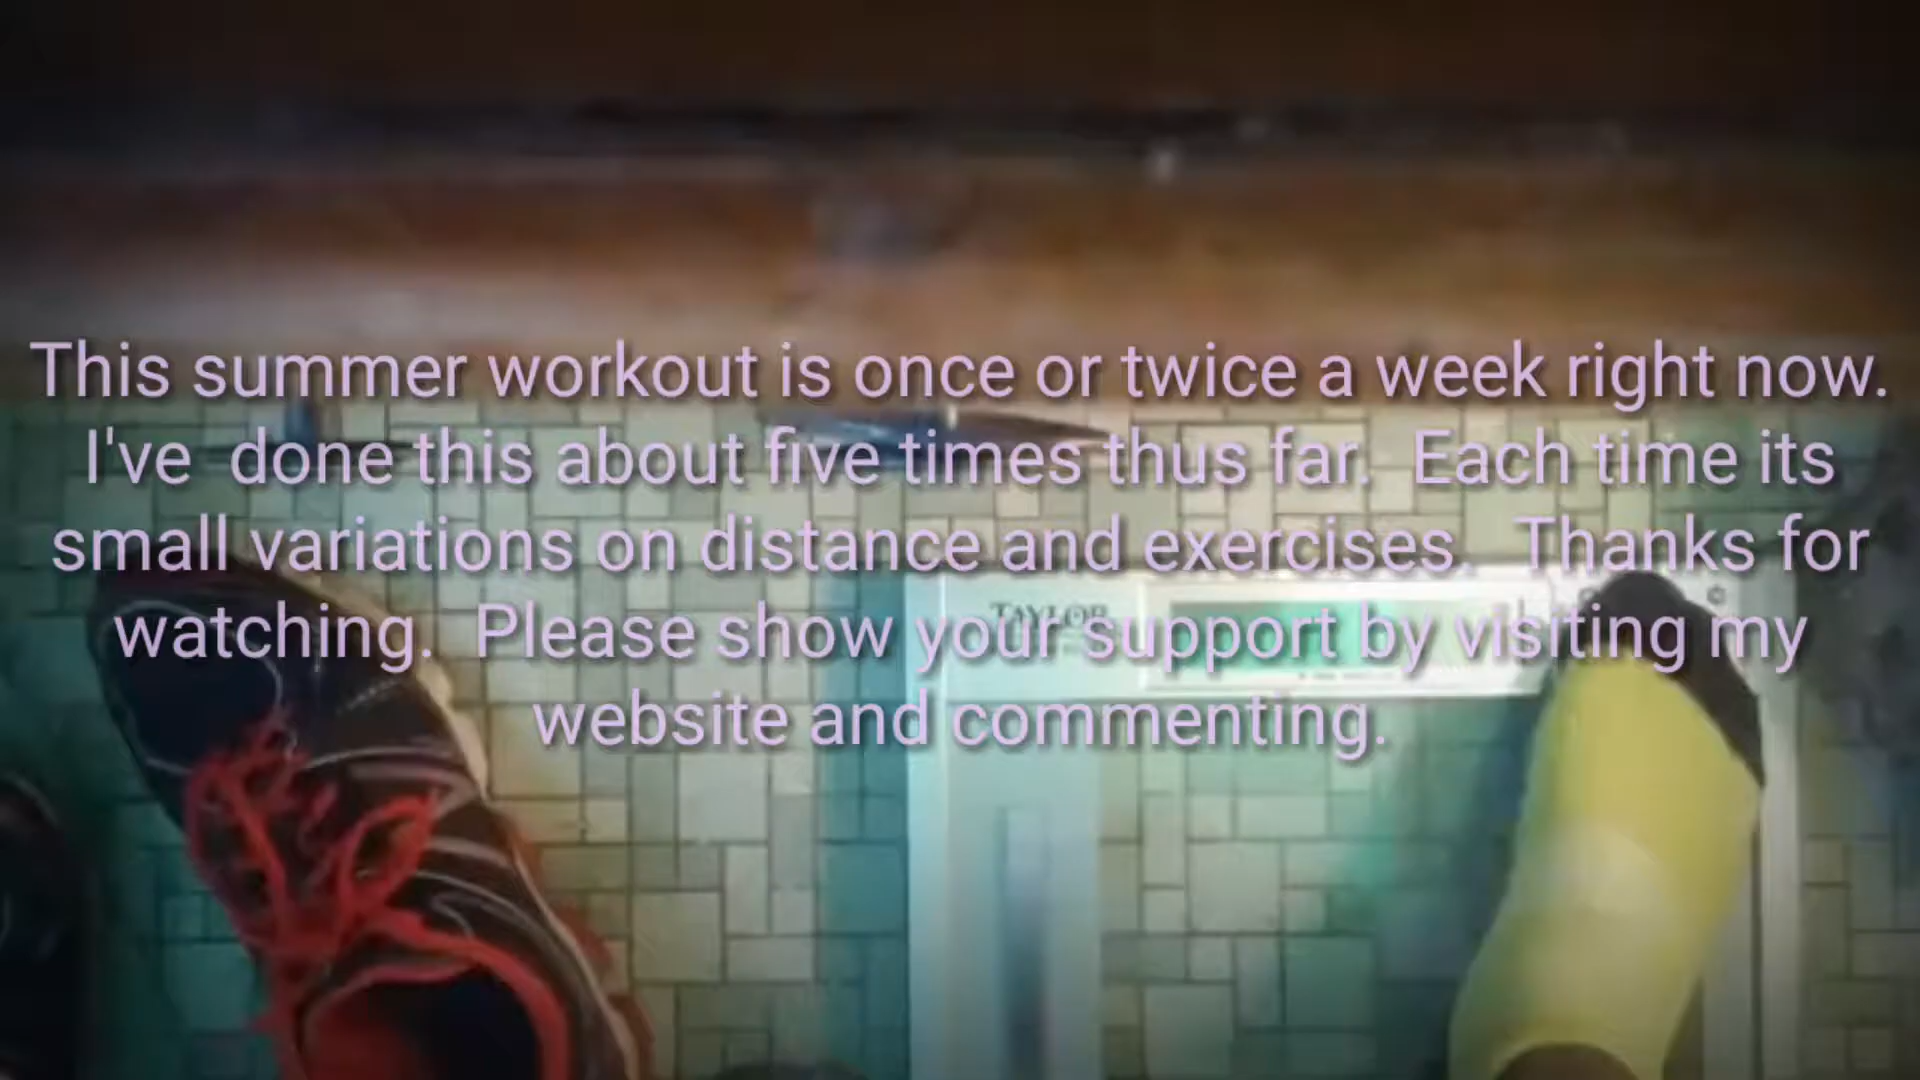 This summer workout is once or twice a week right now.
I've  done this about five times thus far.  Each time its
small variations on distance and exercises.  Thanks for
TAYLOR
watching.  Please show your support by visiting my
website and commenting.